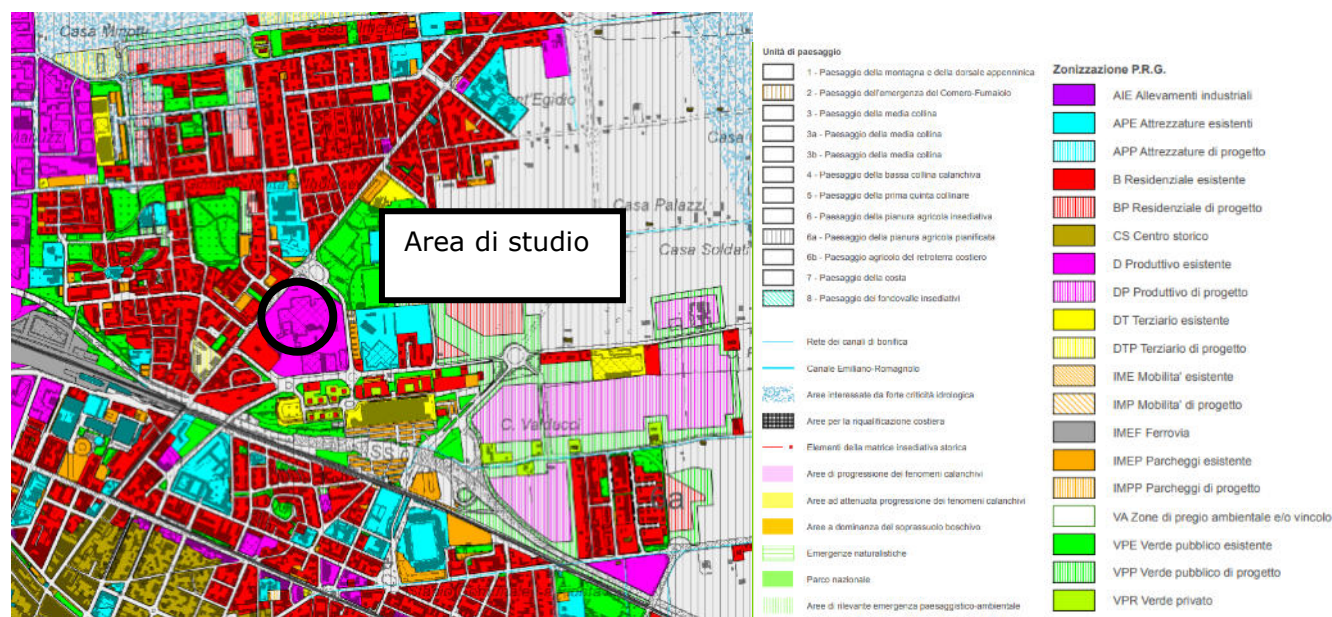 Casa Minotti
Sant'Egidio
Casa
Casa Palazzi
Area di studio
Casa Soldati
C. Valducci
6a
Unità di paesaggio
1 - Paesaggio della montagna e della dorsale appenninica
2 - Paesaggio dell'emergenza del Comero-Fumaiolo
3 - Paesaggio della media collina
3a - Paesaggio della media collina
3b - Paesaggio della media collina
4 - Paesaggio della bassa collina calanchiva
5 - Paesaggio della prima quinta collinare
6 - Paesaggio della pianura agricola insediativa
6a - Paesaggio della pianura agricola pianificata
6b - Paesaggio agricolo del retroterra costiero
7 - Paesaggio della costa
8 - Paesaggio dei fondovalle insediativi
Rete dei canali di bonifica
Canale Emiliano-Romagnolo
Aree interessate da forte criticità idrologica
Aree per la riqualificazione costiera
Elementi della matrice insediativa storica
Aree di progressione dei fenomeni calanchivi
Aree ad attenuata progressione dei fenomeni calanchivi
Aree a dominanza del soprassuolo boschivo
Emergenze naturalistiche
Parco nazionale
Aree di rilevante emergenza paesaggistico-ambientale
Zonizzazione P.R.G.
AIE Allevamenti industriali
APE Attrezzature esistenti
APP Attrezzature di progetto
B Residenziale esistente
BP Residenziale di progetto
CS Centro storico
D Produttivo esistente
DP Produttivo di progetto
DT Terziario esistente
DTP Terziario di progetto
IME Mobilita' esistente
IMP Mobilita' di progetto
IMEF Ferrovia
IMEP Parcheggi esistente
IMPP Parcheggi di progetto
VA Zone di pregio ambientale e/o vincolo
VPE Verde pubblico esistente
VPP Verde pubblico di progetto
VPR Verde privato